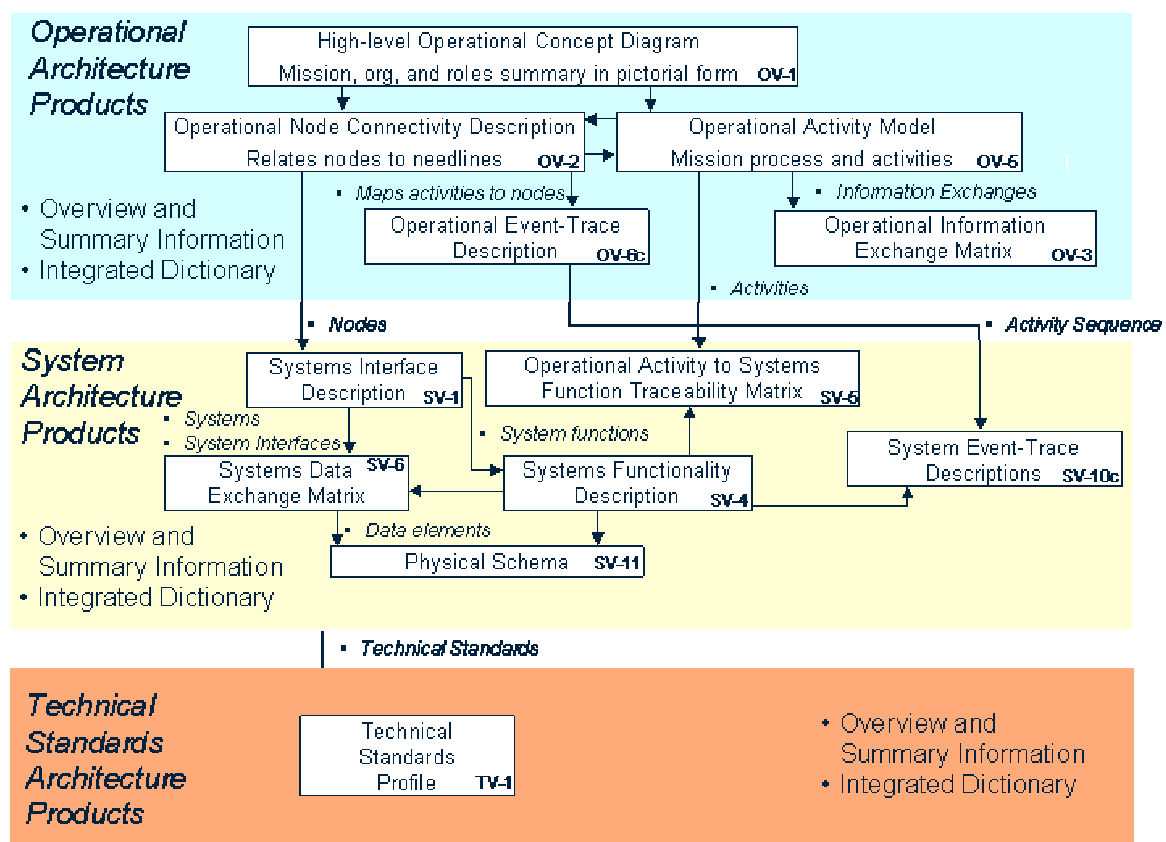 Operational
Architecture
Products
High-level Operational Concept Diagram
Mission, org, and roles summary in pictorial form OV-1
Operational Node Connectivity Description
Relates nodes to needlines OV-2
Operational Activity Model
Mission process and activities OV-5
▪ Maps activities to nodes
▪ Information Exchanges
• Overview and
Summary Information
• Integrated Dictionary
Operational Event-Trace
Description OV-6c
Operational Information
Exchange Matrix OV-3
▪ Activities
▪ Nodes
▪ Activity Sequence
System
Architecture
Products
Systems Interface
Description SV-1
Operational Activity to Systems
Function Traceability Matrix SV-5
▪ Systems
▪ System Interfaces
▪ System functions
System Event-Trace
Descriptions SV-10c
Systems Data SV-6
Exchange Matrix
Systems Functionality
Description SV-4
• Overview and
Summary Information
• Integrated Dictionary
▪ Data elements
Physical Schema SV-11
▪ Technical Standards
Technical
Standards
Architecture
Products
Technical
Standards
Profile TV-1
• Overview and
Summary Information
• Integrated Dictionary